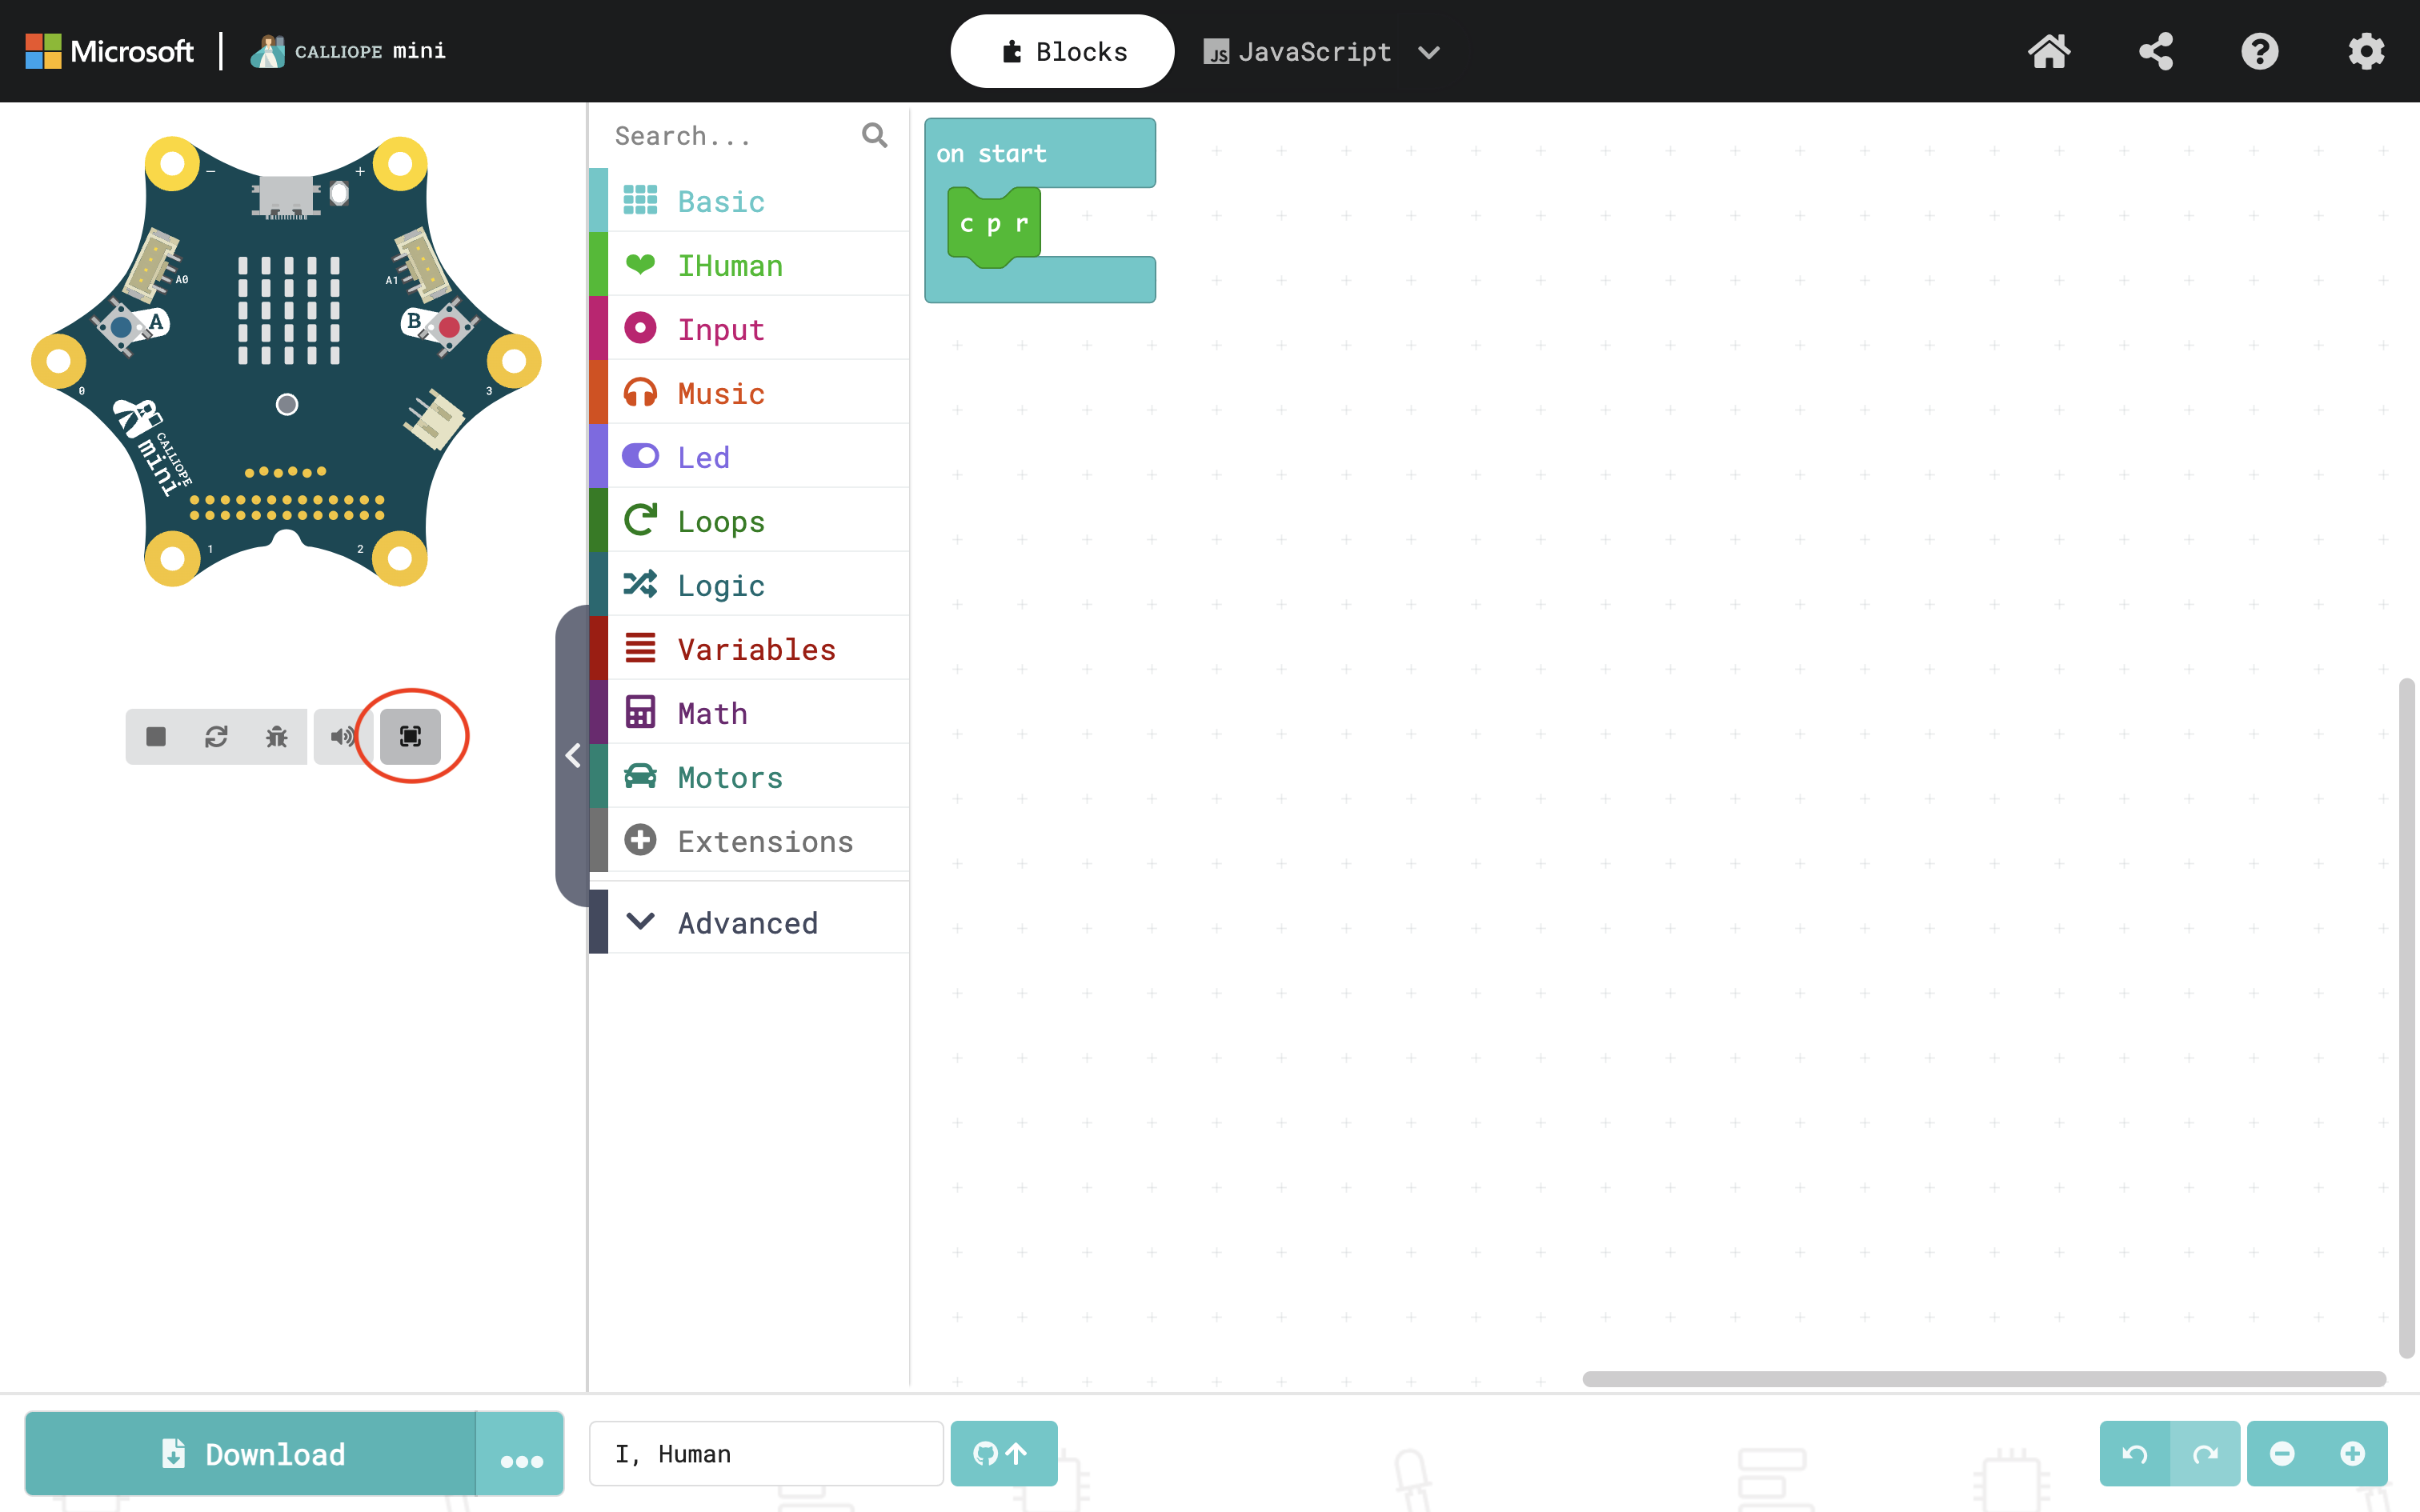 Microsoft | CALLIOPE mini
Blocks
JS JavaScript
Search...
Basic
IHuman
Input
Music
Led
Loops
Logic
Variables
Math
Motors
Extensions
Advanced
on start
c p r
− +
A0 A1
A B
0 3
CALLIOPE
mini
1 2
Download
I, Human